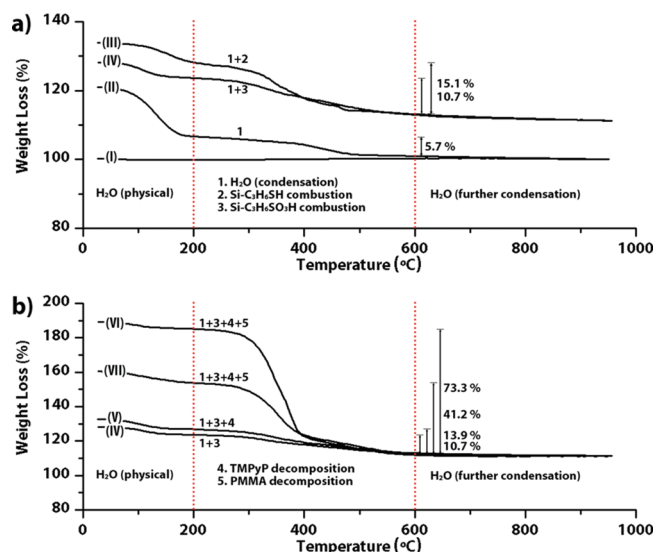 a)
140
120
100
80
Weight Loss (%)
-(III)
-(IV)
-(II)
-(I)
1+2
1+3
1
15.1 %
10.7 %
5.7 %
H₂O (physical)
1. H₂O (condensation)
2. Si-C₃H₆SH combustion
3. Si-C₃H₆SO₃H combustion
H₂O (further condensation)
0 200 400 600 800 1000
Temperature (ºC)
b)
200
180
160
140
120
100
80
Weight Loss (%)
-(VI)
-(VII)
-(V)
-(IV)
1+3+4+5
1+3+4+5
1+3+4
1+3
73.3 %
41.2 %
13.9 %
10.7 %
H₂O (physical)
4. TMPyP decomposition
5. PMMA decomposition
H₂O (further condensation)
0 200 400 600 800 1000
Temperature (ºC)